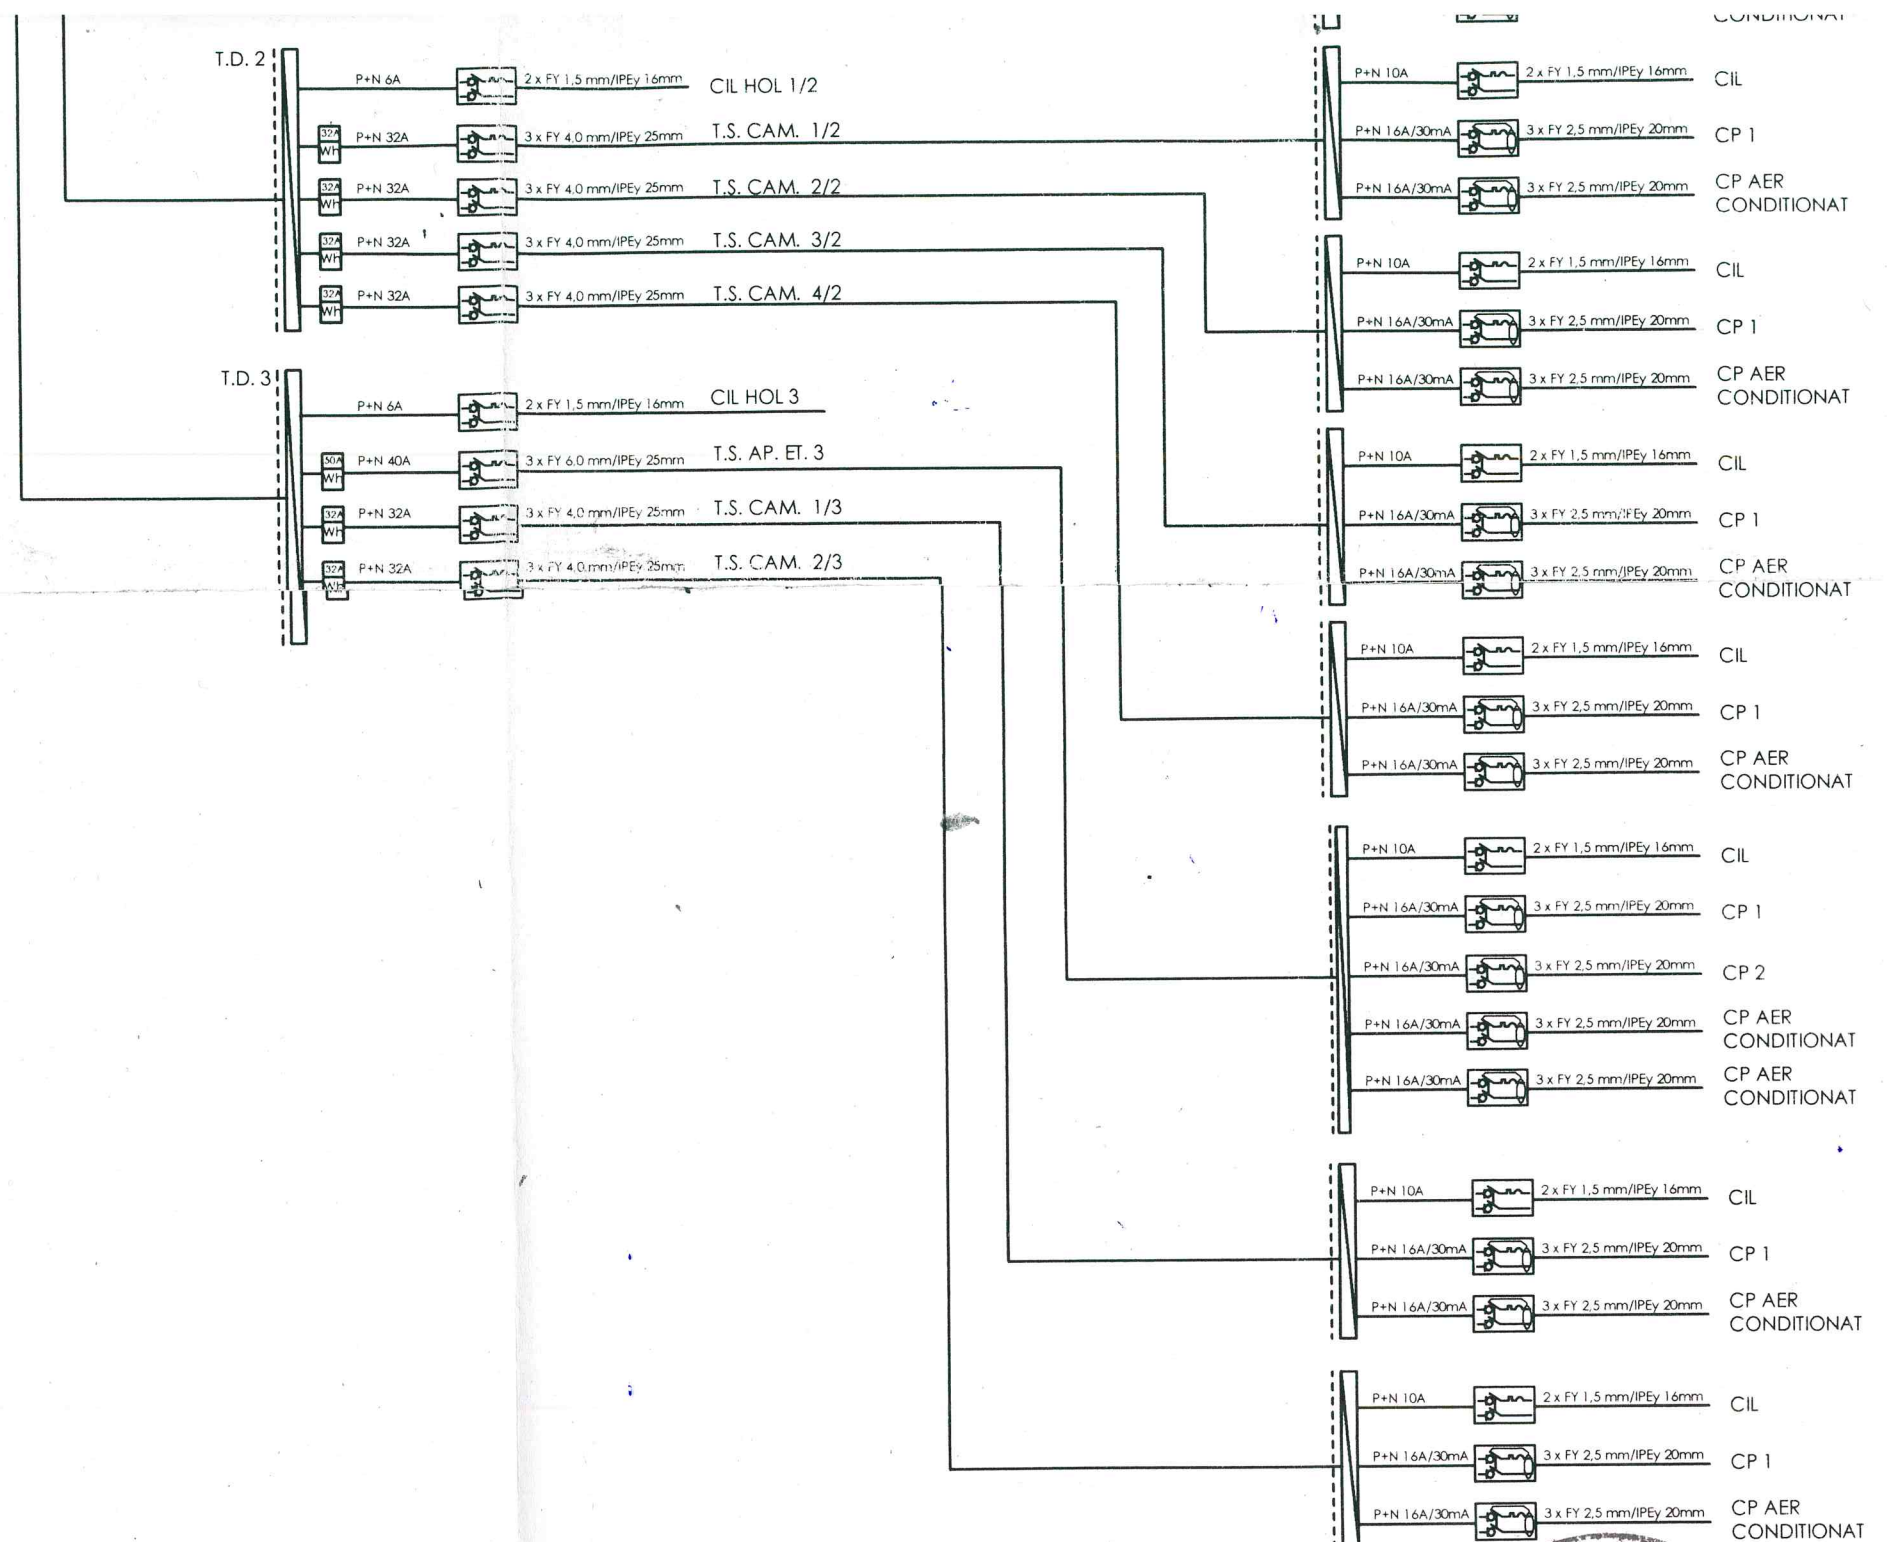 CONDITIONAT
T.D. 2
P+N 6A
2 x FY 1,5 mm/IPEy 16mm
CIL HOL 1/2
32A
Wh
P+N 32A
3 x FY 4,0 mm/IPEy 25mm
T.S. CAM. 1/2
32A
Wh
P+N 32A
3 x FY 4,0 mm/IPEy 25mm
T.S. CAM. 2/2
32A
Wh
P+N 32A
3 x FY 4,0 mm/IPEy 25mm
T.S. CAM. 3/2
32A
Wh
P+N 32A
3 x FY 4,0 mm/IPEy 25mm
T.S. CAM. 4/2
T.D. 3
P+N 6A
2 x FY 1,5 mm/IPEy 16mm
CIL HOL 3
50A
Wh
P+N 40A
3 x FY 6,0 mm/IPEy 25mm
T.S. AP. ET. 3
32A
Wh
P+N 32A
3 x FY 4,0 mm/IPEy 25mm
T.S. CAM. 1/3
32A
Wh
P+N 32A
3 x FY 4,0 mm/IPEy 25mm
T.S. CAM. 2/3
P+N 10A
2 x FY 1,5 mm/IPEy 16mm
CIL
P+N 16A/30mA
3 x FY 2,5 mm/IPEy 20mm
CP 1
P+N 16A/30mA
3 x FY 2,5 mm/IPEy 20mm
CP AER
CONDITIONAT
P+N 10A
2 x FY 1,5 mm/IPEy 16mm
CIL
P+N 16A/30mA
3 x FY 2,5 mm/IPEy 20mm
CP 1
P+N 16A/30mA
3 x FY 2,5 mm/IPEy 20mm
CP AER
CONDITIONAT
P+N 10A
2 x FY 1,5 mm/IPEy 16mm
CIL
P+N 16A/30mA
3 x FY 2,5 mm/IPEy 20mm
CP 1
P+N 16A/30mA
3 x FY 2,5 mm/IPEy 20mm
CP AER
CONDITIONAT
P+N 10A
2 x FY 1,5 mm/IPEy 16mm
CIL
P+N 16A/30mA
3 x FY 2,5 mm/IPEy 20mm
CP 1
P+N 16A/30mA
3 x FY 2,5 mm/IPEy 20mm
CP AER
CONDITIONAT
P+N 10A
2 x FY 1,5 mm/IPEy 16mm
CIL
P+N 16A/30mA
3 x FY 2,5 mm/IPEy 20mm
CP 1
P+N 16A/30mA
3 x FY 2,5 mm/IPEy 20mm
CP 2
P+N 16A/30mA
3 x FY 2,5 mm/IPEy 20mm
CP AER
CONDITIONAT
P+N 16A/30mA
3 x FY 2,5 mm/IPEy 20mm
CP AER
CONDITIONAT
P+N 10A
2 x FY 1,5 mm/IPEy 16mm
CIL
P+N 16A/30mA
3 x FY 2,5 mm/IPEy 20mm
CP 1
P+N 16A/30mA
3 x FY 2,5 mm/IPEy 20mm
CP AER
CONDITIONAT
P+N 10A
2 x FY 1,5 mm/IPEy 16mm
CIL
P+N 16A/30mA
3 x FY 2,5 mm/IPEy 20mm
CP 1
P+N 16A/30mA
3 x FY 2,5 mm/IPEy 20mm
CP AER
CONDITIONAT